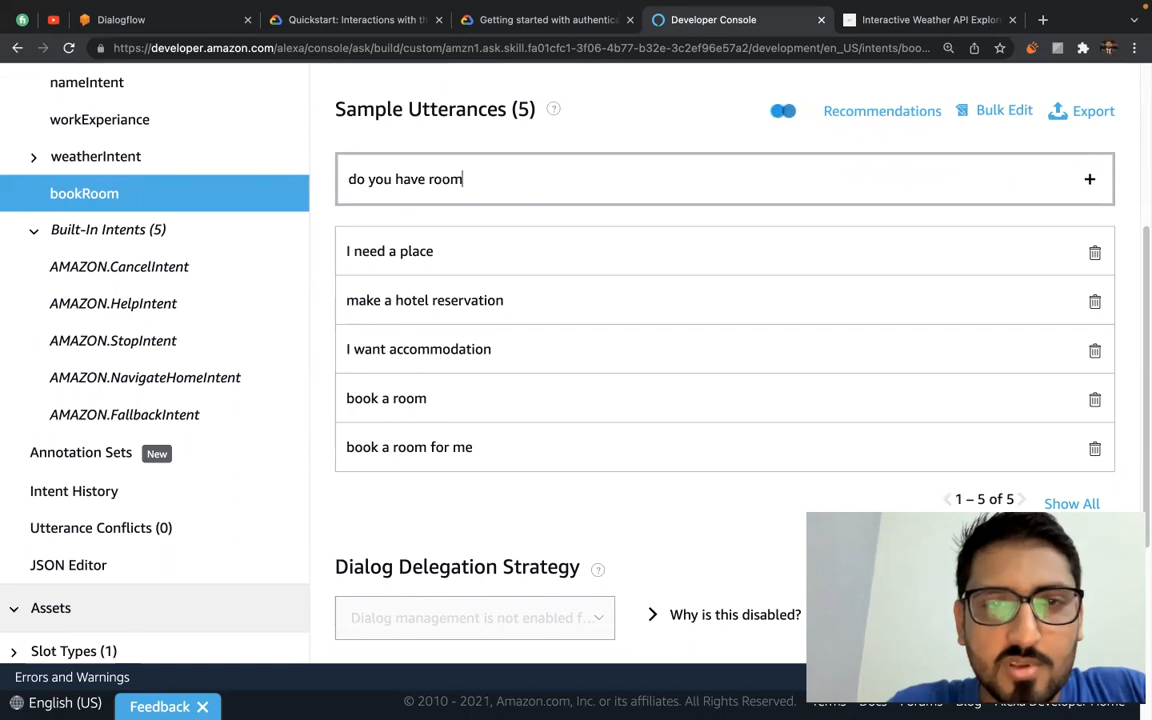 Dialogflow
Quickstart: Interactions with th
Getting started with authentica
Developer Console
Interactive Weather API Explor
https://developer.amazon.com/alexa/console/ask/build/custom/amzn1.ask.skill.fa01cfc1-3f06-4b77-b32e-3c2ef96e57a2/development/en_US/intents/boo...
nameIntent
workExperiance
weatherIntent
bookRoom
Built-In Intents (5)
AMAZON.CancelIntent
AMAZON.HelpIntent
AMAZON.StopIntent
AMAZON.NavigateHomeIntent
AMAZON.FallbackIntent
Annotation Sets New
Intent History
Utterance Conflicts (0)
JSON Editor
Assets
Slot Types (1)
Sample Utterances (5)
Recommendations
Bulk Edit
Export
do you have room
I need a place
make a hotel reservation
I want accommodation
book a room
book a room for me
1 – 5 of 5
Show All
Dialog Delegation Strategy
Dialog management is not enabled f...
Why is this disabled?
Errors and Warnings
English (US)
Feedback
© 2010 - 2021, Amazon.com, Inc. or its affiliates. All Rights Reserved.